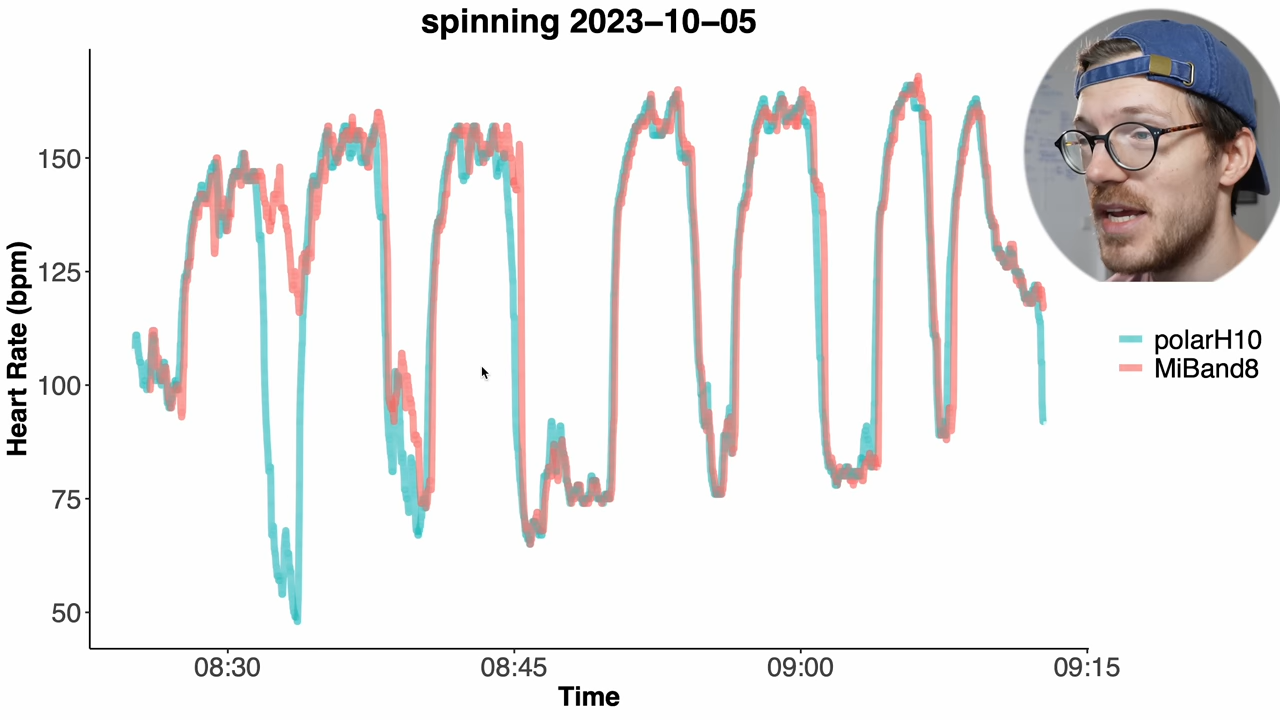 spinning 2023–10–05
Heart Rate (bpm)
150
125
100
75
50
08:30
08:45
09:00
09:15
Time
polarH10
MiBand8